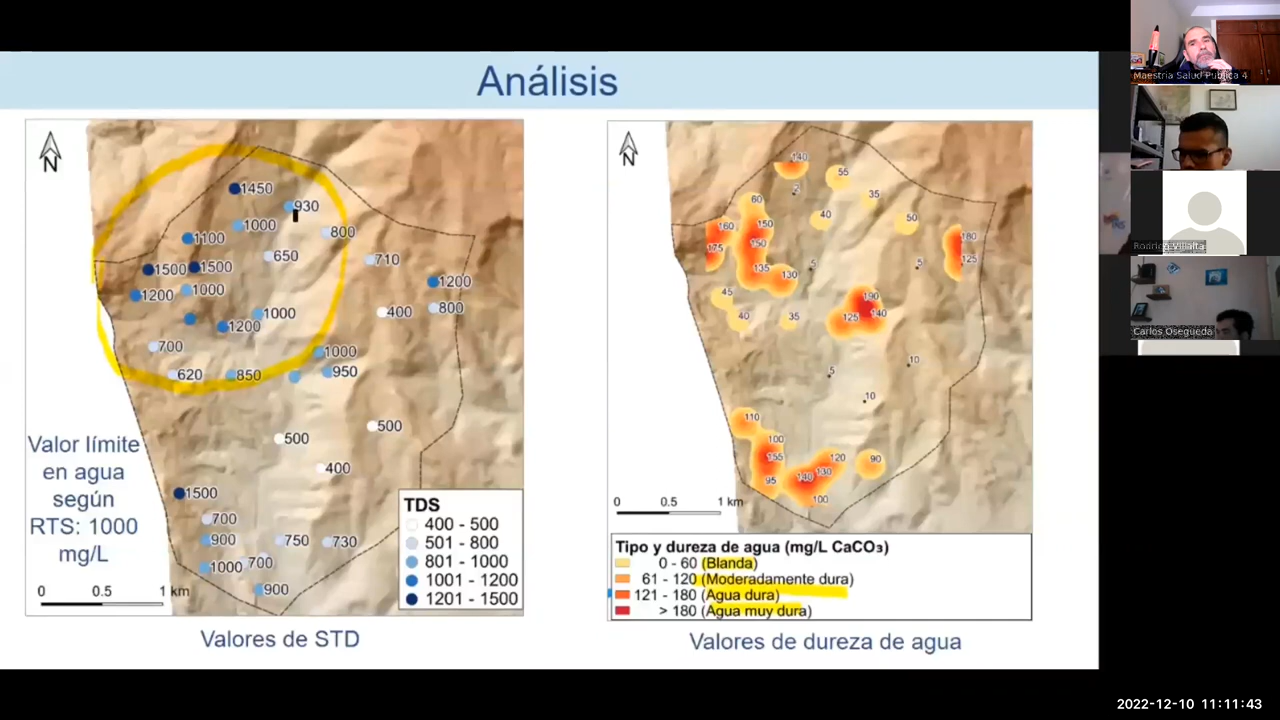 Análisis
N
1450
930
1000
800
1100
650
710
1500
1500
1200
1200
1000
800
1000
400
1200
1000
700
950
620
850
500
500
400
1500
700
900
750
730
700
1000
900
Valor límite
en agua
según
RTS: 1000
mg/L
0 0.5 1 km
TDS
400 - 500
501 - 800
801 - 1000
1001 - 1200
1201 - 1500
Valores de STD
N
140
55
2
35
60
40
50
160
150
180
175
150
125
135
130
5
5
45
190
40
35
125
140
10
5
10
110
100
155
120
90
130
95
140
100
0 0.5 1 km
Tipo y dureza de agua (mg/L CaCO₃)
0 - 60 (Blanda)
61 - 120 (Moderadamente dura)
121 - 180 (Agua dura)
> 180 (Agua muy dura)
Valores de dureza de agua
Maestría Salud Pública 4
Rodrigo Villalta
Carlos Osegueda
2022-12-10 11:11:43